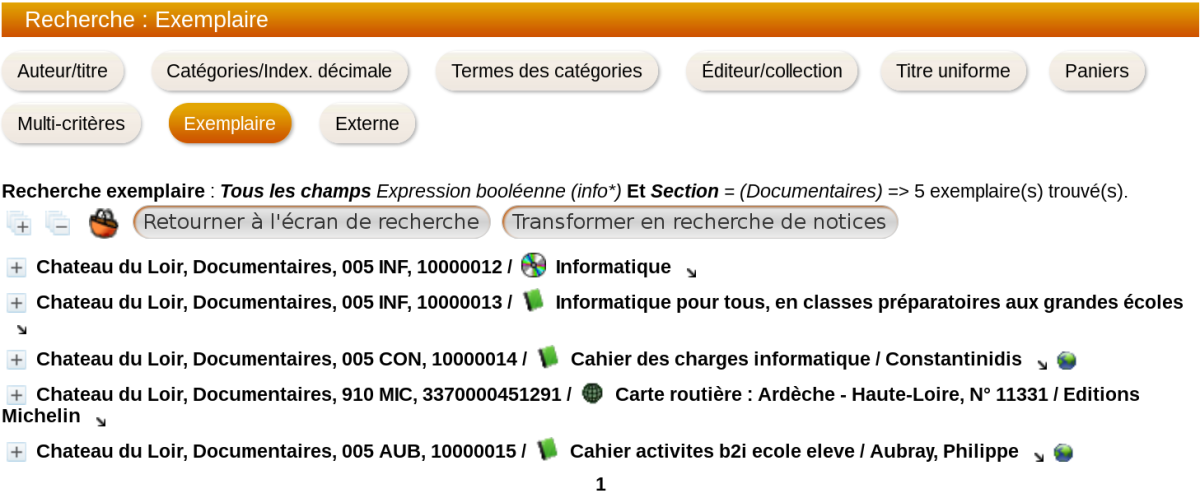 Recherche : Exemplaire
Auteur/titre Catégories/Index. décimale Termes des catégories Éditeur/collection Titre uniforme Paniers
Multi-critères Exemplaire Externe
Recherche exemplaire : Tous les champs Expression booléenne (info*) Et Section = (Documentaires) => 5 exemplaire(s) trouvé(s).
Retourner à l'écran de recherche Transformer en recherche de notices
Chateau du Loir, Documentaires, 005 INF, 10000012 / Informatique
Chateau du Loir, Documentaires, 005 INF, 10000013 / Informatique pour tous, en classes préparatoires aux grandes écoles
Chateau du Loir, Documentaires, 005 CON, 10000014 / Cahier des charges informatique / Constantinidis
Chateau du Loir, Documentaires, 910 MIC, 3370000451291 / Carte routière : Ardèche - Haute-Loire, N° 11331 / Editions
Michelin
Chateau du Loir, Documentaires, 005 AUB, 10000015 / Cahier activites b2i ecole eleve / Aubray, Philippe
1